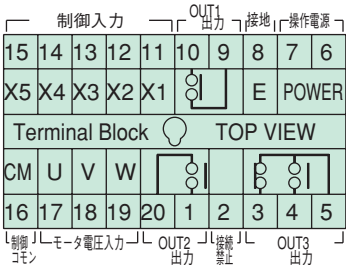 制御入力 OUT1 出力 接地 操作電源
15 14 13 12 11 10 9 8 7 6
X5 X4 X3 X2 X1 E POWER
Terminal Block TOP VIEW
CM U V W
16 17 18 19 20 1 2 3 4 5
制御コモン モータ電圧入力 OUT2 出力 接続禁止 OUT3 出力